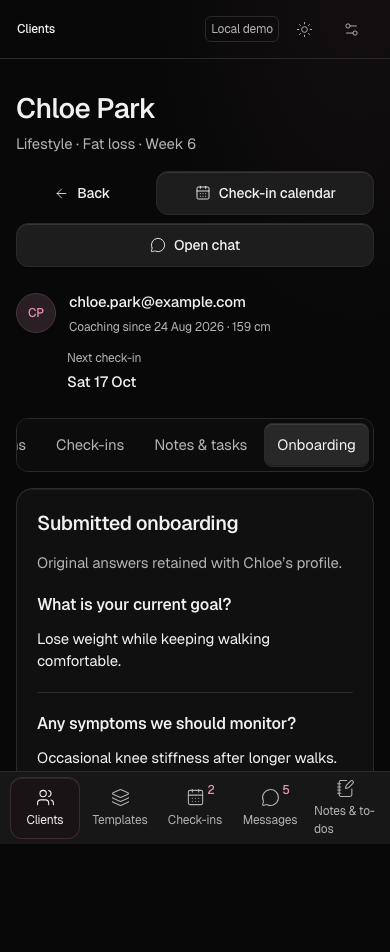 Clients
Local demo
Chloe Park
Lifestyle · Fat loss · Week 6
Back
Check-in calendar
Open chat
CP
chloe.park@example.com
Coaching since 24 Aug 2026 · 159 cm
Next check-in
Sat 17 Oct
s
Check-ins
Notes & tasks
Onboarding
Submitted onboarding
Original answers retained with Chloe's profile.
What is your current goal?
Lose weight while keeping walking
comfortable.
Any symptoms we should monitor?
Occasional knee stiffness after longer walks.
Clients
Templates
2
Check-ins
5
Messages
Notes & to-
dos